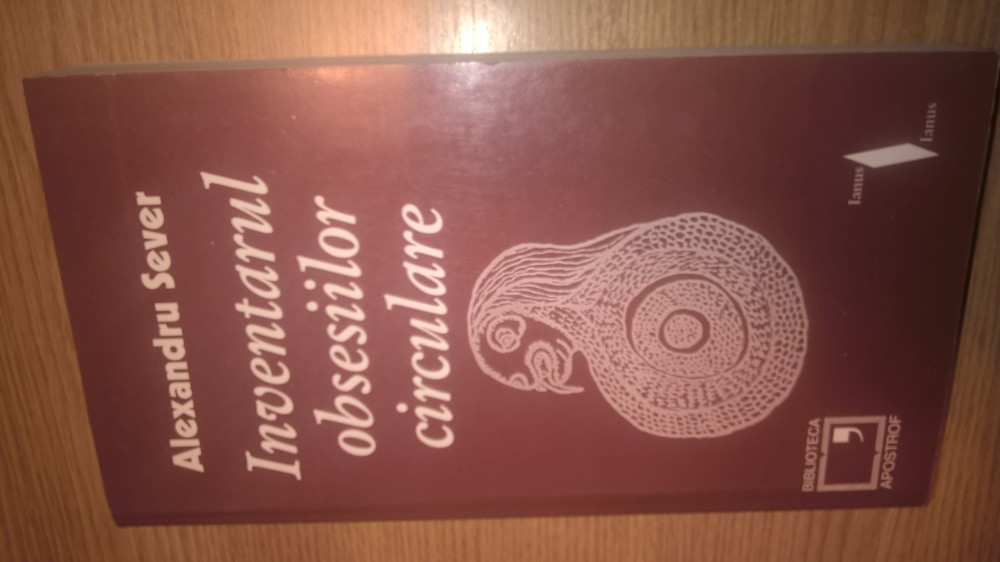 Alexandru Sever
Inventarul
obsesiilor
circulare
Ianus
Ianus
BIBLIOTECA
APOSTROF